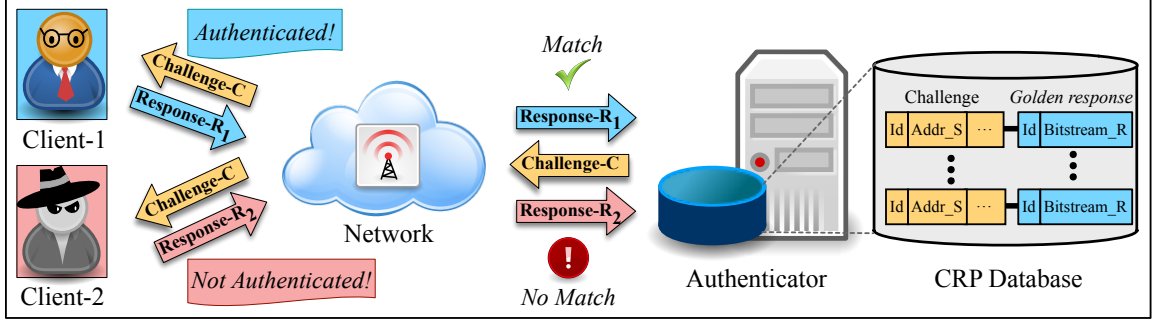 Authenticated!
Challenge-C
Response-R1
Client-1
Challenge-C
Response-R2
Not Authenticated!
Client-2
Network
Match
Response-R1
Challenge-C
Response-R2
!
No Match
Authenticator
Challenge Golden response
Id Addr_S ... Id Bitstream_R
Id Addr_S ... Id Bitstream_R
CRP Database